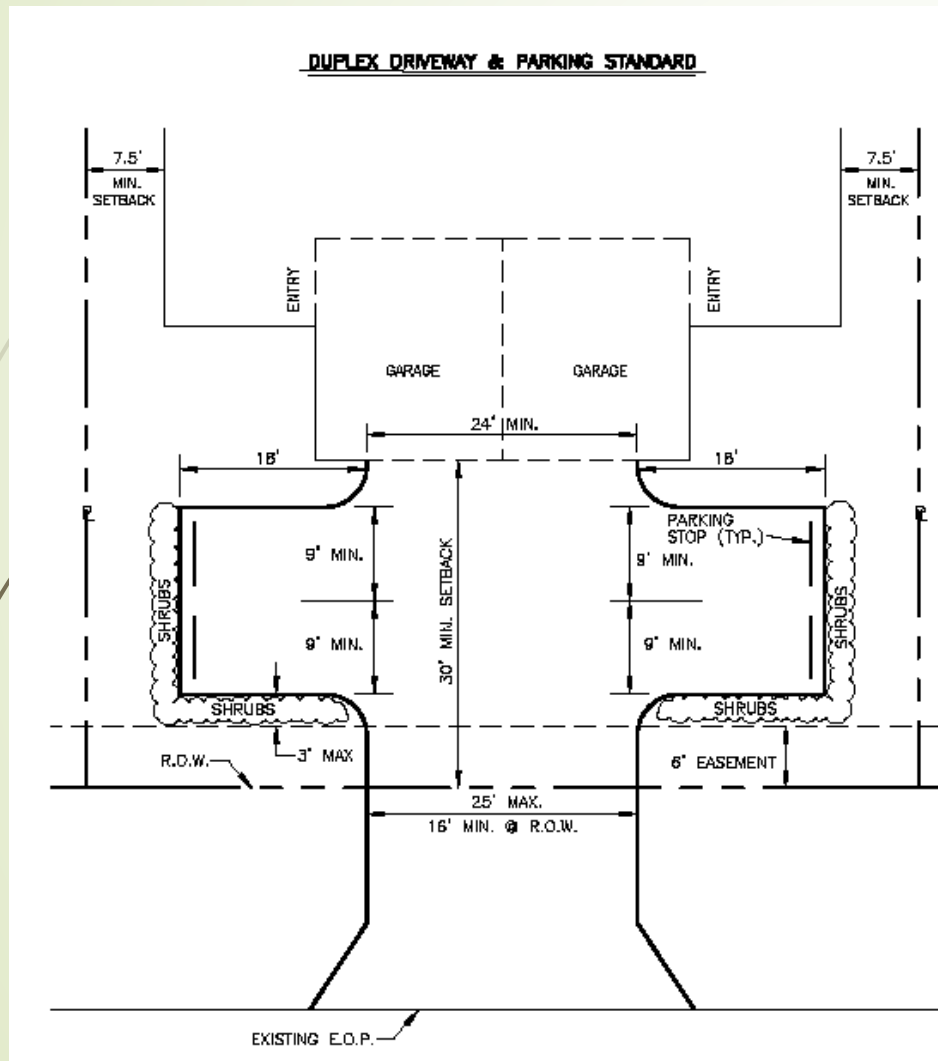 DUPLEX DRIVEWAY & PARKING STANDARD
7.5'
MIN.
SETBACK
7.5'
MIN.
SETBACK
ENTRY
ENTRY
GARAGE
GARAGE
24' MIN.
18'
18'
PARKING
STOP (TYP.)
9' MIN.
9' MIN.
30' MIN. SETBACK
SHRUBS
SHRUBS
9' MIN.
9' MIN.
SHRUBS
SHRUBS
3' MAX
R.O.W.
6' EASEMENT
25' MAX.
16' MIN. @ R.O.W.
EXISTING E.O.P.